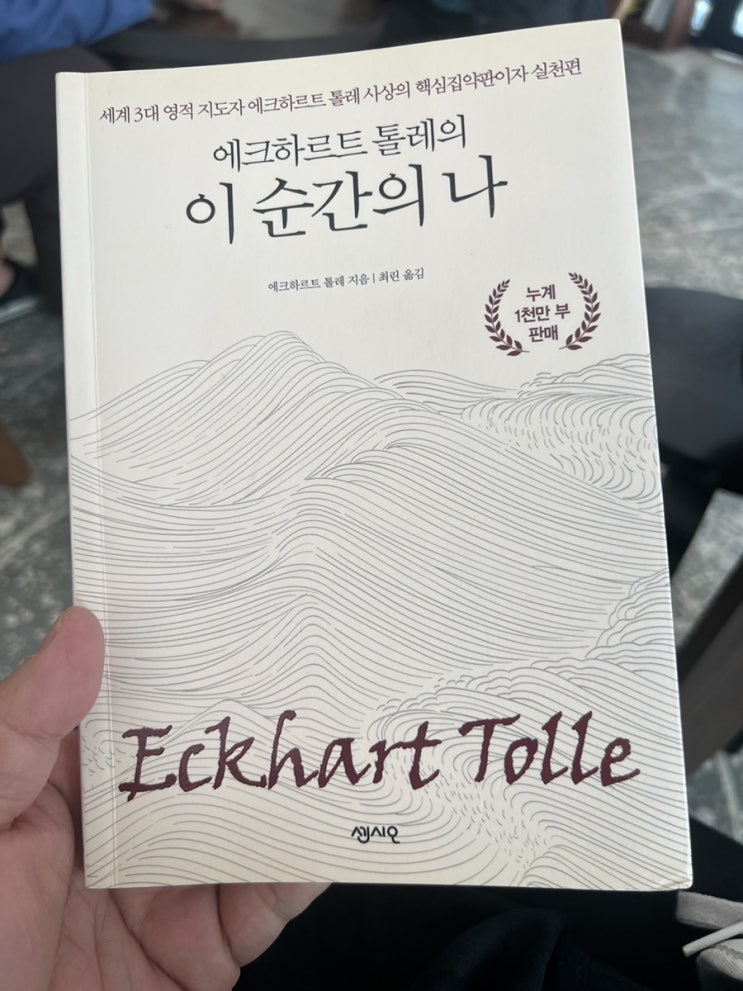 세계 3대 영적 지도자 에크하르트 톨레 사상의 핵심집약판이자 실천편
에크하르트 톨레의
이 순간의 나
에크하르트 톨레 지음 | 최린 옮김
누계
1천만 부
판매
Eckhart Tolle
센시오